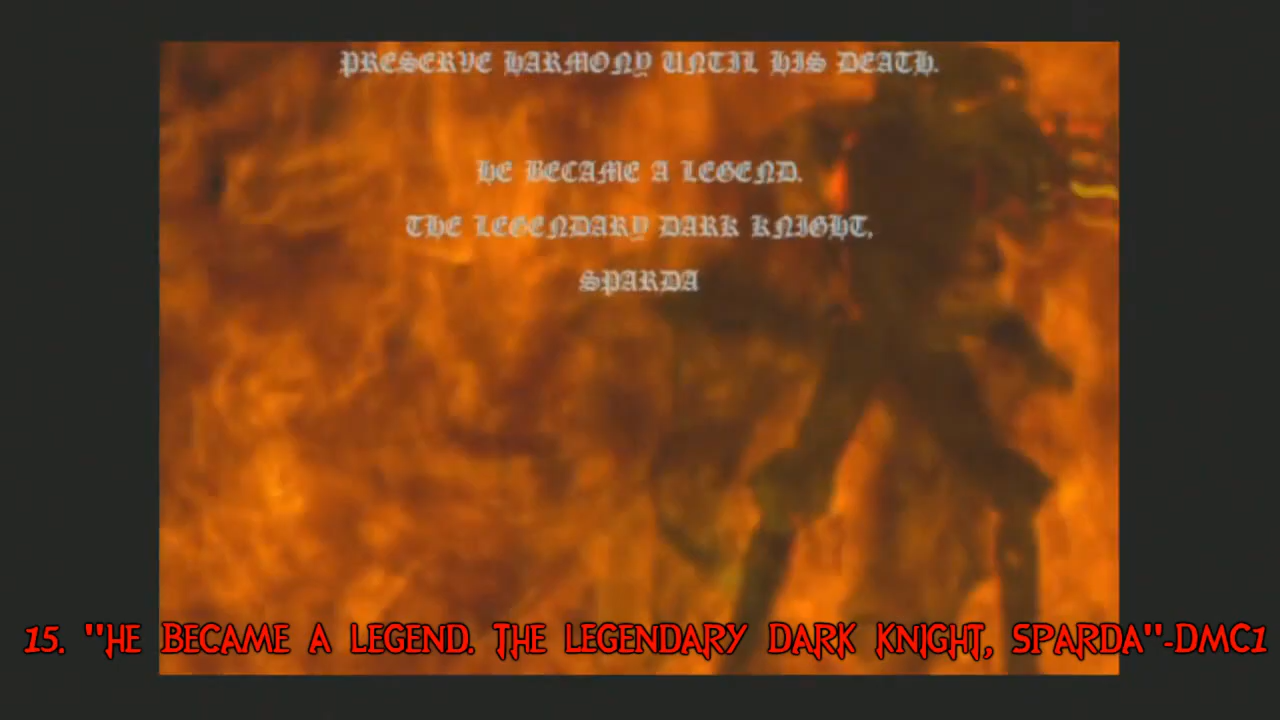 PRESERVE HARMONY UNTIL HIS DEATH.
HE BECAME A LEGEND.
THE LEGENDARY DARK KNIGHT,
SPARDA
15. "HE BECAME A LEGEND. THE LEGENDARY DARK KNIGHT, SPARDA"-DMC1